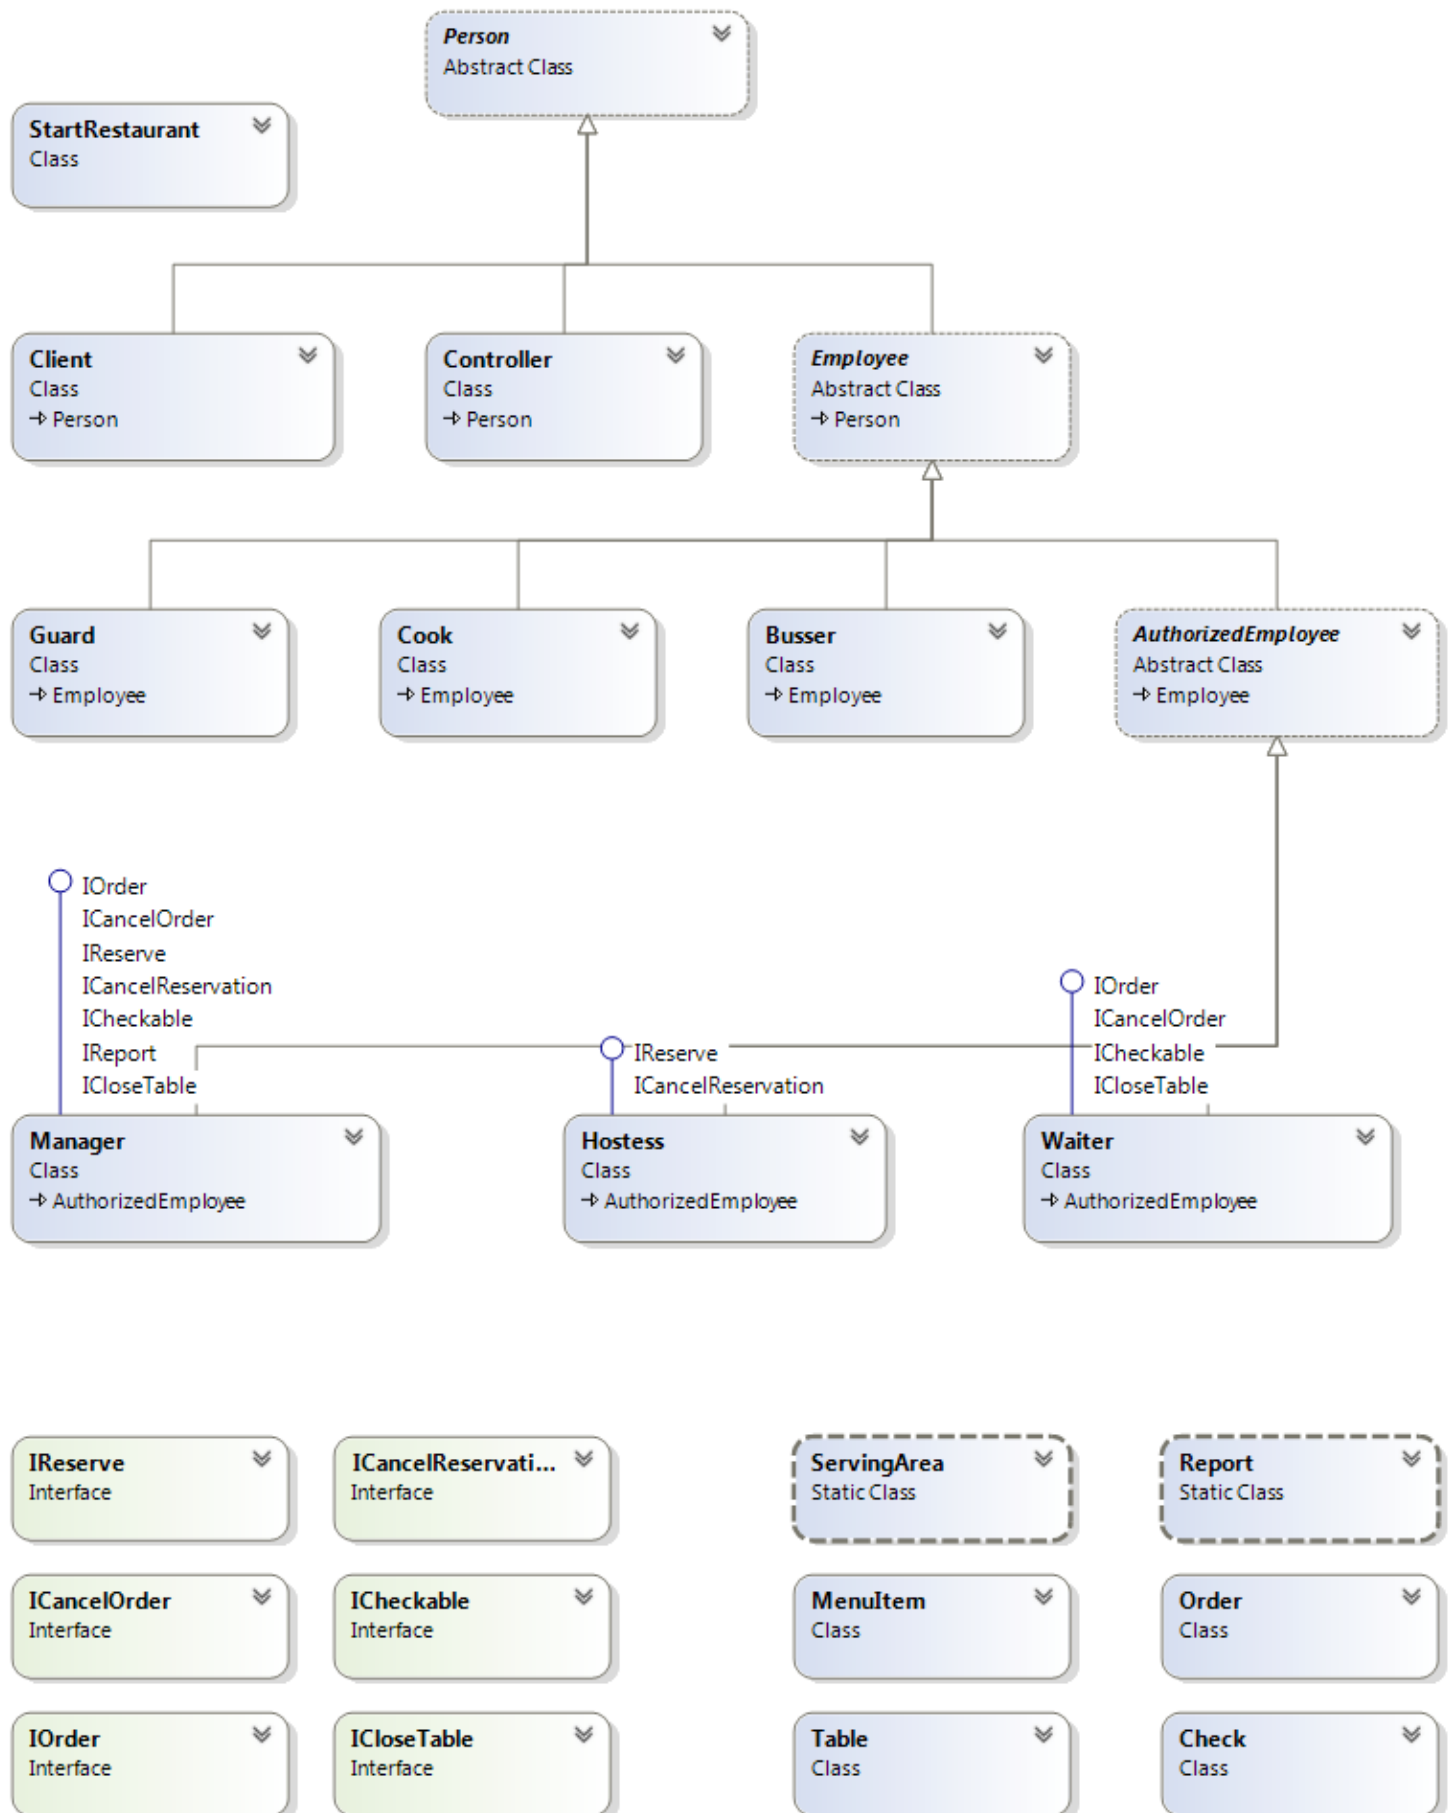 Person
Abstract Class
StartRestaurant
Class
Client
Class
Person
Controller
Class
Person
Employee
Abstract Class
Person
Guard
Class
Employee
Cook
Class
Employee
Busser
Class
Employee
AuthorizedEmployee
Abstract Class
Employee
IOrder
ICancelOrder
IReserve
ICancelReservation
ICheckable
IReport
ICloseTable
Manager
Class
AuthorizedEmployee
IReserve
ICancelReservation
Hostess
Class
AuthorizedEmployee
IOrder
ICancelOrder
ICheckable
ICloseTable
Waiter
Class
AuthorizedEmployee
IReserve
Interface
ICancelReservati...
Interface
ServingArea
Static Class
Report
Static Class
ICancelOrder
Interface
ICheckable
Interface
MenuItem
Class
Order
Class
IOrder
Interface
ICloseTable
Interface
Table
Class
Check
Class